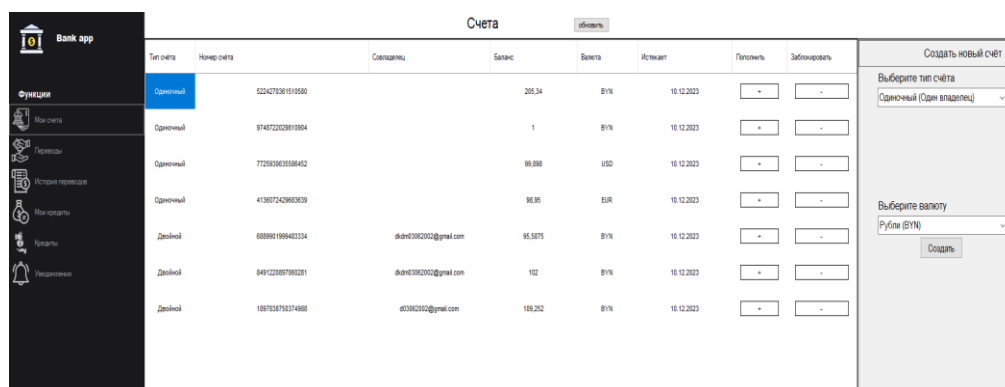 Bank app
Функции
Мои счета
Переводы
История переводов
Мои кредиты
Кредиты
Уведомления
Счета обновить
Тип счёта Номер счёта Совладелец Баланс Валюта Истекает Пополнить Заблокировать
Одиночный 5224270361510580 205,34 BYN 10.12.2023 + -
Одиночный 9748722029810904 1 BYN 10.12.2023 + -
Одиночный 7725930635586452 99,898 USD 10.12.2023 + -
Одиночный 4136072429683639 98,95 EUR 10.12.2023 + -
Двойной 6889901999483334 dkdm03062002@gmail.com 95,5875 BYN 10.12.2023 + -
Двойной 8491220897060281 dkdm03062002@gmail.com 102 BYN 10.12.2023 + -
Двойной 1897838750374988 d03062002@gmail.com 109,252 BYN 10.12.2023 + -
Создать новый счёт
Выберите тип счёта
Одиночный (Один владелец)
Выберите валюту
Рубли (BYN)
Создать